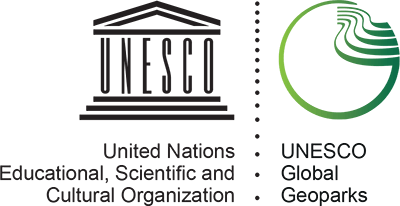 UNESCO
United Nations
Educational, Scientific and
Cultural Organization
UNESCO
Global
Geoparks